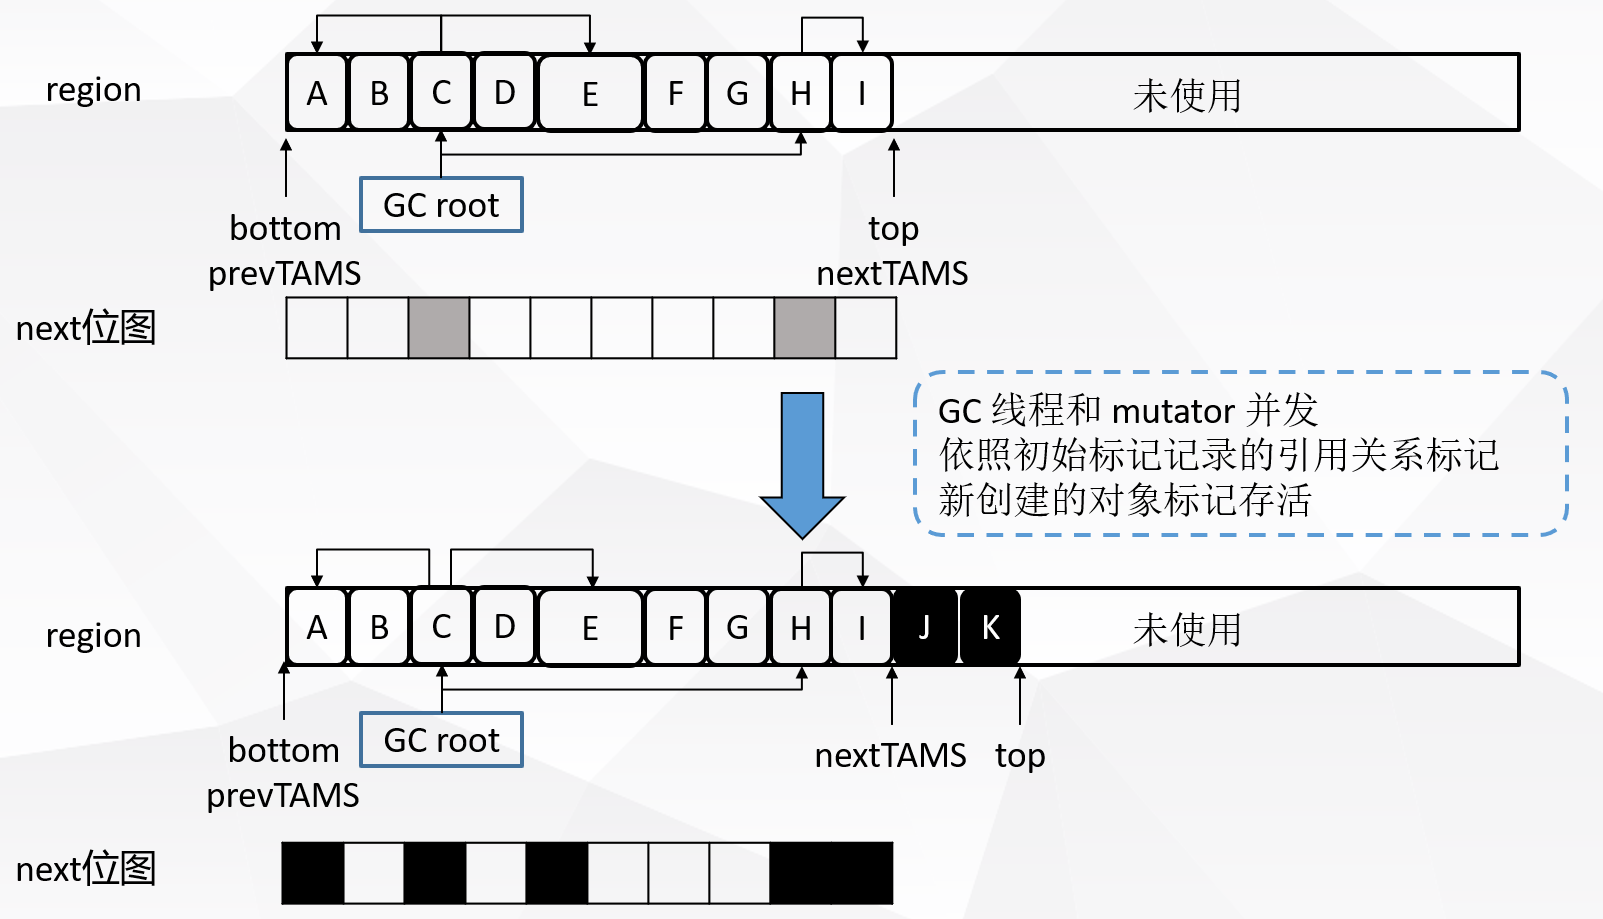 region
A B C D E F G H I 未使用
GC root
bottom
prevTAMS
top
nextTAMS
next位图
GC 线程和 mutator 并发
依照初始标记记录的引用关系标记
新创建的对象标记存活
region
A B C D E F G H I J K 未使用
GC root
bottom
prevTAMS
nextTAMS
top
next位图